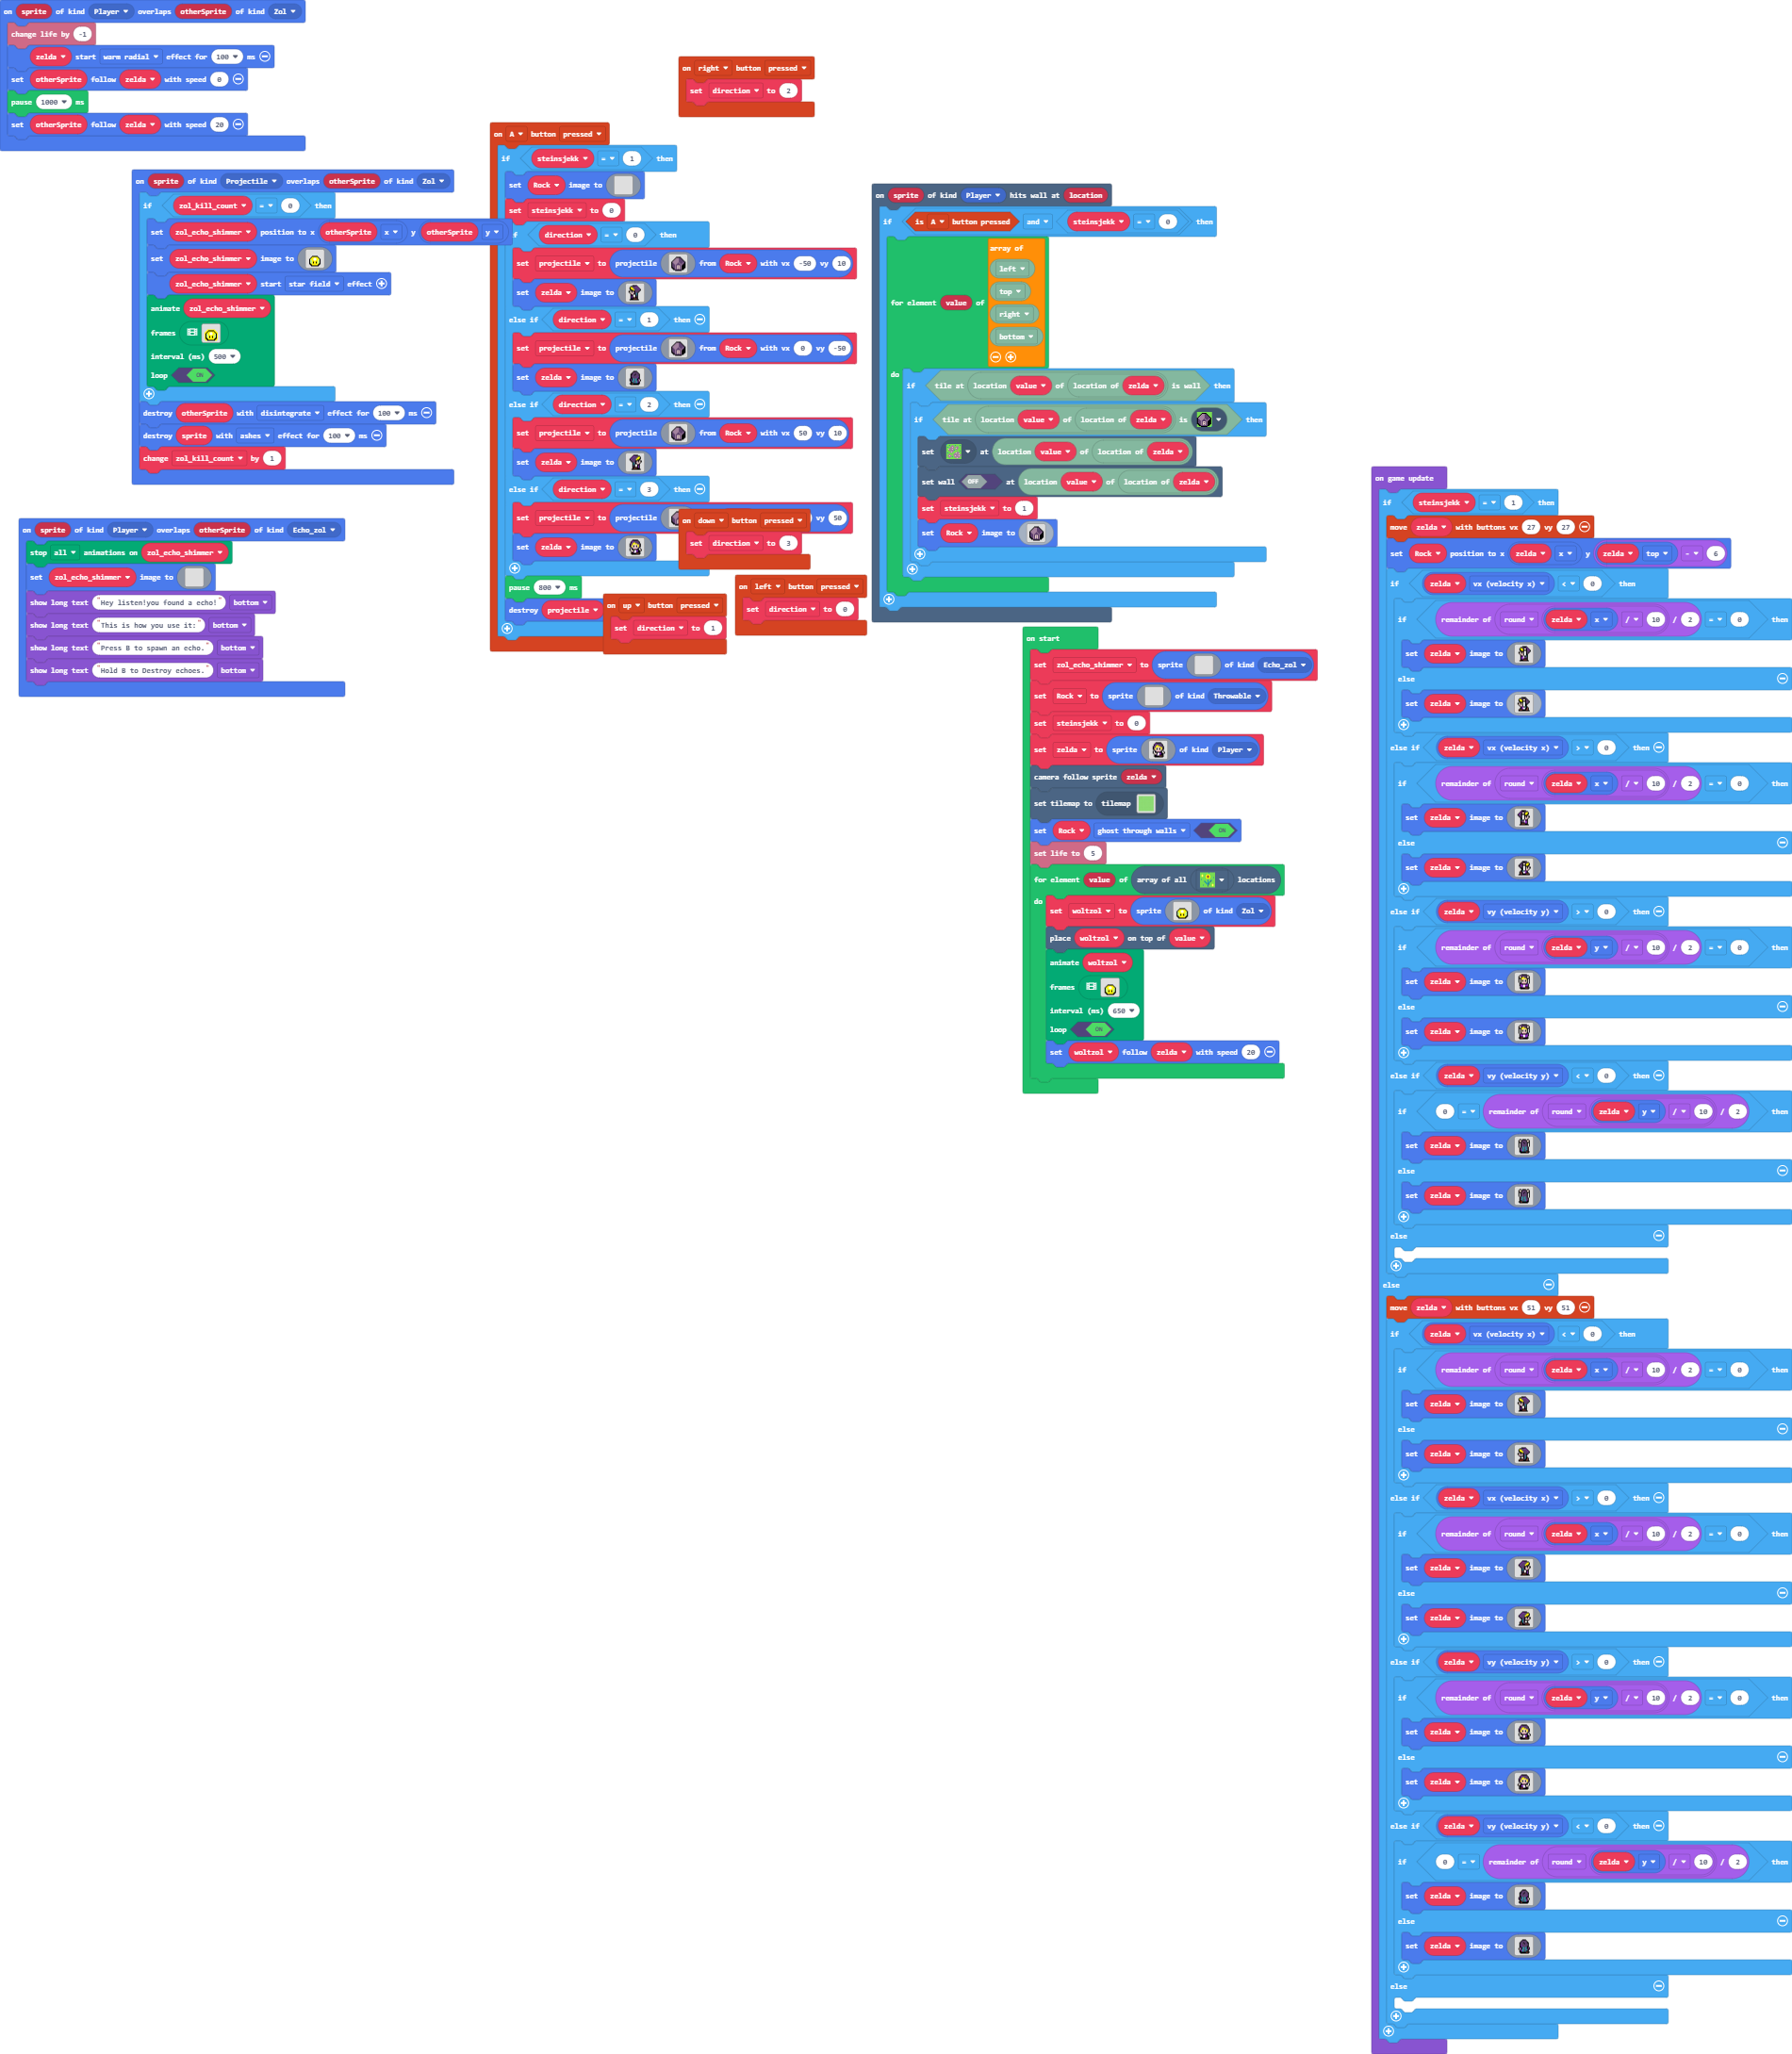 on sprite of kind Player overlaps otherSprite of kind Zol
change life by -1
zelda start warm radial effect for 100 ms
set otherSprite follow zelda with speed 0
pause 1000 ms
set otherSprite follow zelda with speed 20
on sprite of kind Projectile overlaps otherSprite of kind Zol
if zol_kill_count = 0 then
set zol_echo_shimmer position to x otherSprite x y otherSprite y
set zol_echo_shimmer image to
zol_echo_shimmer start star field effect
animate zol_echo_shimmer
frames
interval (ms) 500
loop ON
destroy otherSprite with disintegrate effect for 100 ms
destroy sprite with ashes effect for 100 ms
change zol_kill_count by 1
on sprite of kind Player overlaps otherSprite of kind Echo_zol
stop all animations on zol_echo_shimmer
set zol_echo_shimmer image to
show long text "Hey listen!you found a echo!" bottom
show long text "This is how you use it:" bottom
show long text "Press B to spawn an echo." bottom
show long text "Hold B to Destroy echoes." bottom
on A button pressed
if steinsjekk = 1 then
set Rock image to
set steinsjekk to 0
if direction = 0 then
set projectile to projectile from Rock with vx -50 vy 10
set zelda image to
else if direction = 1 then
set projectile to projectile from Rock with vx 0 vy -50
set zelda image to
else if direction = 2 then
set projectile to projectile from Rock with vx 50 vy 10
set zelda image to
else if direction = 3 then
set projectile to projectile vy 50
set zelda image to
pause 800 ms
destroy projectile
on right button pressed
set direction to 2
on down button pressed
set direction to 3
on up button pressed
set direction to 1
on left button pressed
set direction to 0
on sprite of kind Player hits wall at location
if is A button pressed and steinsjekk = 0 then
for element value of array of
left
top
right
bottom
do
if tile at location value of location of zelda is wall then
if tile at location value of location of zelda is then
set at location value of location of zelda
set wall OFF at location value of location of zelda
set steinsjekk to 1
set Rock image to
on start
set zol_echo_shimmer to sprite of kind Echo_zol
set Rock to sprite of kind Throwable
set steinsjekk to 0
set zelda to sprite of kind Player
camera follow sprite zelda
set tilemap to tilemap
set Rock ghost through walls ON
set life to 5
for element value of array of all locations
do
set woltzol to sprite of kind Zol
place woltzol on top of value
animate woltzol
frames
interval (ms) 650
loop ON
set woltzol follow zelda with speed 20
on game update
if steinsjekk = 1 then
move zelda with buttons vx 27 vy 27
set Rock position to x zelda x y zelda top - 6
if zelda vx (velocity x) < 0 then
if remainder of round zelda x / 10 / 2 = 0 then
set zelda image to
else
set zelda image to
else if zelda vx (velocity x) > 0 then
if remainder of round zelda x / 10 / 2 = 0 then
set zelda image to
else
set zelda image to
else if zelda vy (velocity y) > 0 then
if remainder of round zelda y / 10 / 2 = 0 then
set zelda image to
else
set zelda image to
else if zelda vy (velocity y) < 0 then
if 0 = remainder of round zelda y / 10 / 2 then
set zelda image to
else
set zelda image to
else
else
move zelda with buttons vx 51 vy 51
if zelda vx (velocity x) < 0 then
if remainder of round zelda x / 10 / 2 = 0 then
set zelda image to
else
set zelda image to
else if zelda vx (velocity x) > 0 then
if remainder of round zelda x / 10 / 2 = 0 then
set zelda image to
else
set zelda image to
else if zelda vy (velocity y) > 0 then
if remainder of round zelda y / 10 / 2 = 0 then
set zelda image to
else
set zelda image to
else if zelda vy (velocity y) < 0 then
if 0 = remainder of round zelda y / 10 / 2 then
set zelda image to
else
set zelda image to
else